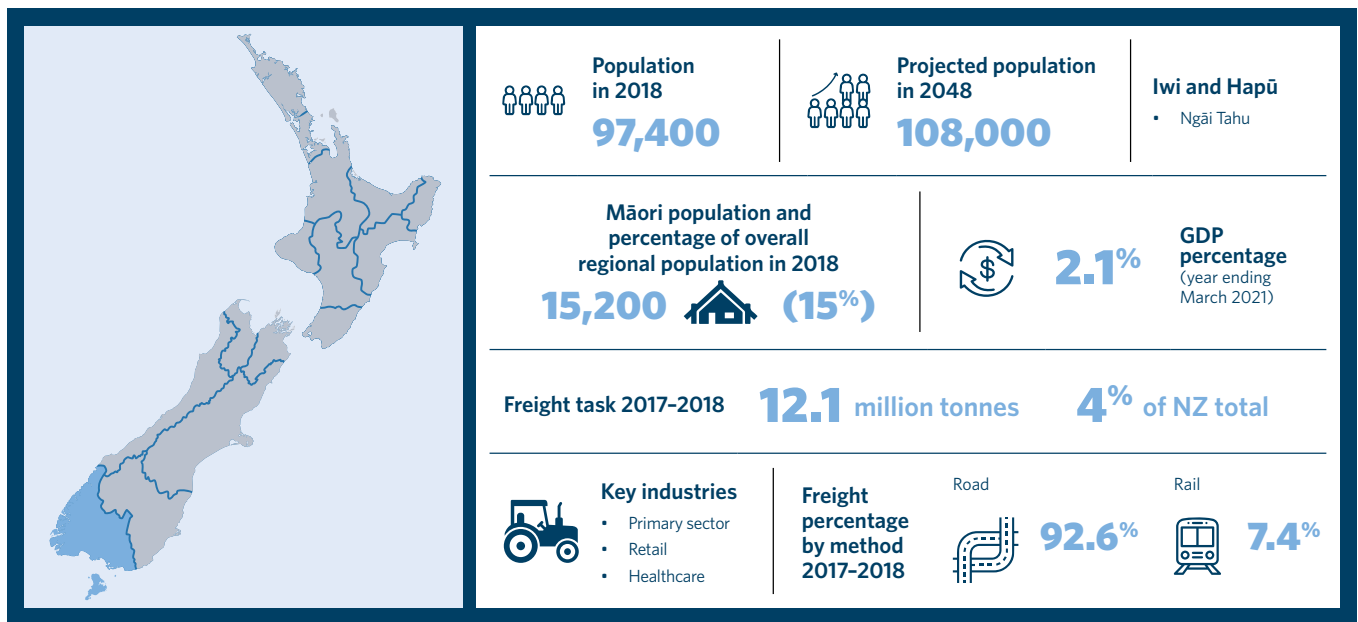 Population
in 2018
97,400
Projected population
in 2048
108,000
Iwi and Hapū
• Ngāi Tahu
Māori population and
percentage of overall
regional population in 2018
15,200 (15%)
$
2.1%
GDP
percentage
(year ending
March 2021)
Freight task 2017–2018 12.1 million tonnes 4% of NZ total
Key industries
• Primary sector
• Retail
• Healthcare
Freight
percentage
by method
2017–2018
Road
92.6%
Rail
7.4%